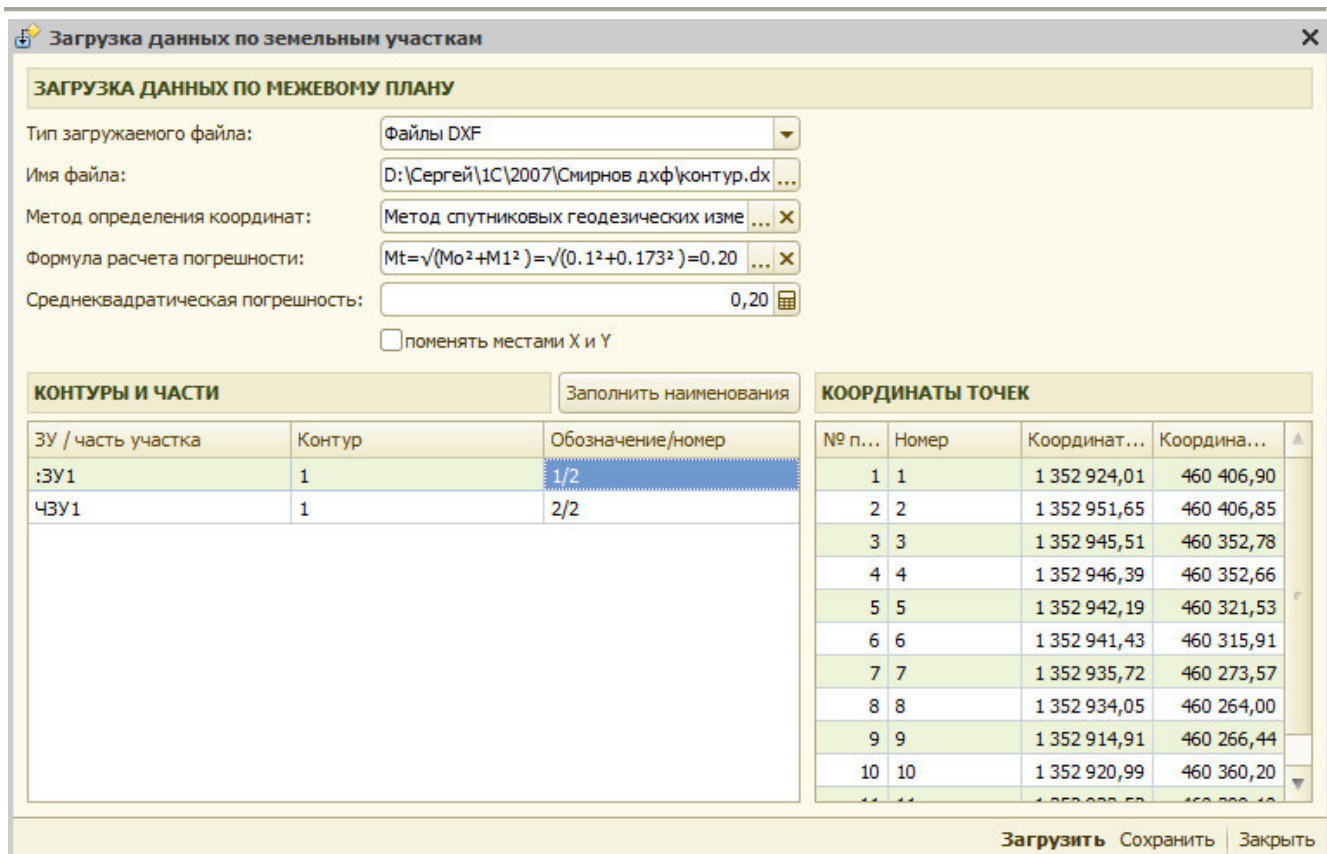 Загрузка данных по земельным участкам
ЗАГРУЗКА ДАННЫХ ПО МЕЖЕВОМУ ПЛАНУ
Тип загружаемого файла: Файлы DXF
Имя файла: D:\Сергей\1С\2007\Смирнов дхф\контур.dx ...
Метод определения координат: Метод спутниковых геодезических изме ...
Формула расчета погрешности: Mt=√(Mo²+M1²)=√(0.1²+0.173²)=0.20 ...
Среднеквадратическая погрешность: 0,20
поменять местами X и Y
КОНТУРЫ И ЧАСТИ Заполнить наименования КООРДИНАТЫ ТОЧЕК
ЗУ / часть участка Контур Обозначение/номер № п... Номер Координат... Координа...
:ЗУ1 1 1/2 1 1 1 352 924,01 460 406,90
ЧЗУ1 1 2/2 2 2 1 352 951,65 460 406,85
3 3 1 352 945,51 460 352,78
4 4 1 352 946,39 460 352,66
5 5 1 352 942,19 460 321,53
6 6 1 352 941,43 460 315,91
7 7 1 352 935,72 460 273,57
8 8 1 352 934,05 460 264,00
9 9 1 352 914,91 460 266,44
10 10 1 352 920,99 460 360,20
Загрузить Сохранить Закрыть